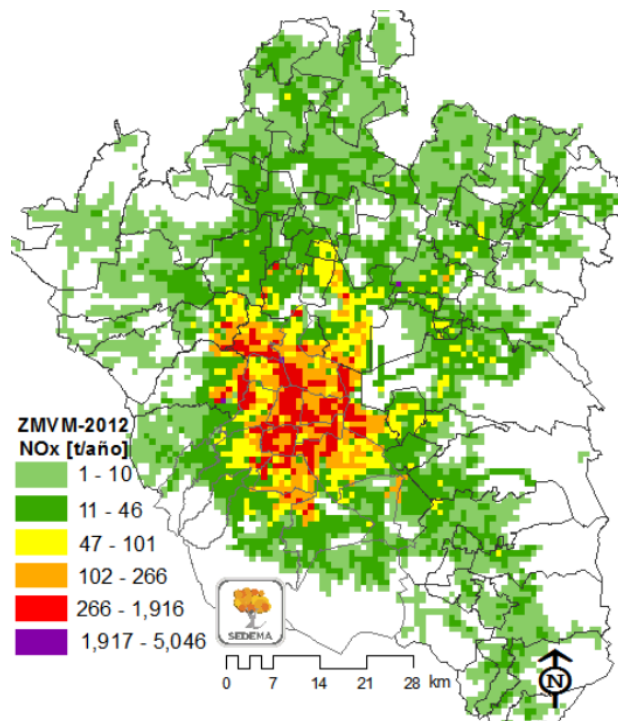 ZMVM-2012
NOx [t/año]
1 - 10
11 - 46
47 - 101
102 - 266
266 - 1,916
1,917 - 5,046
SEDEMA
0 7 14 21 28 km
N